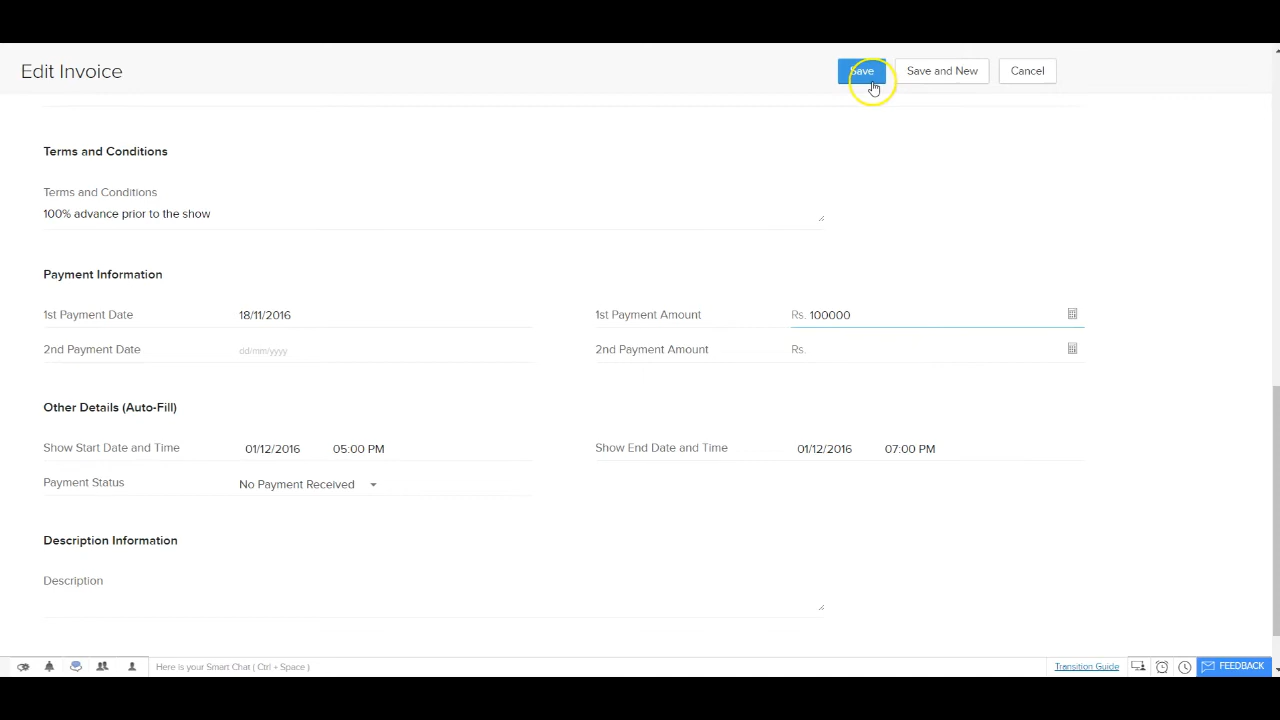 Edit Invoice
Save Save and New Cancel
Terms and Conditions
Terms and Conditions
100% advance prior to the show
Payment Information
1st Payment Date 18/11/2016 1st Payment Amount Rs. 100000
2nd Payment Date dd/mm/yyyy 2nd Payment Amount Rs.
Other Details (Auto-Fill)
Show Start Date and Time 01/12/2016 05:00 PM Show End Date and Time 01/12/2016 07:00 PM
Payment Status No Payment Received
Description Information
Description
Here is your Smart Chat ( Ctrl + Space ) Transition Guide FEEDBACK